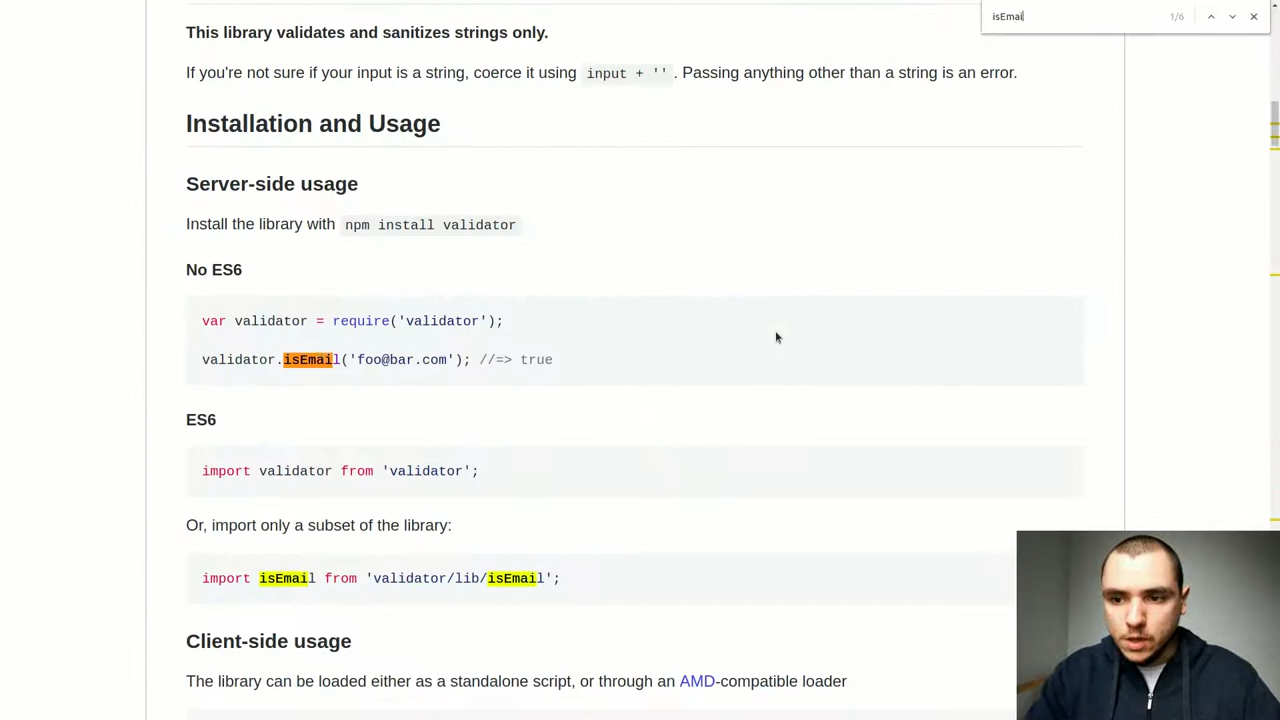 isEmai
1/6
This library validates and sanitizes strings only.
If you're not sure if your input is a string, coerce it using input + ''. Passing anything other than a string is an error.
Installation and Usage
Server-side usage
Install the library with npm install validator
No ES6
var validator = require('validator');
validator.isEmail('foo@bar.com'); //=> true
ES6
import validator from 'validator';
Or, import only a subset of the library:
import isEmail from 'validator/lib/isEmail';
Client-side usage
The library can be loaded either as a standalone script, or through an AMD-compatible loader